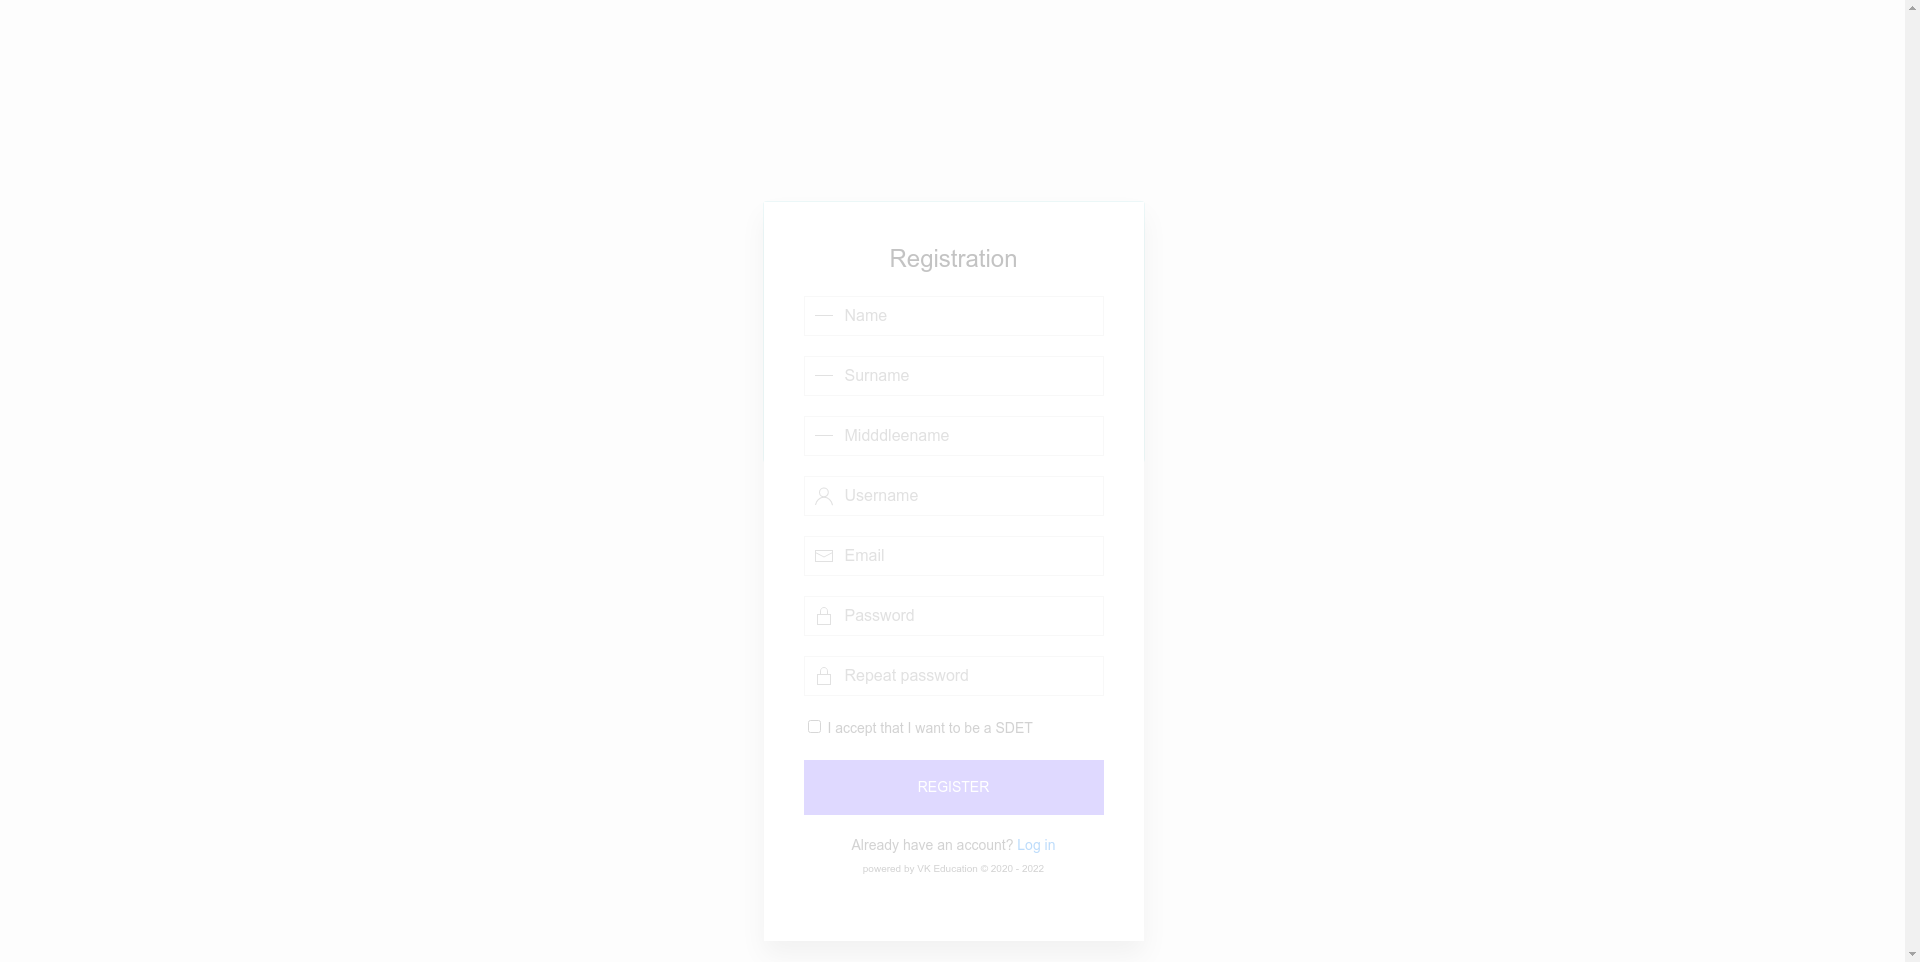 Registration
Name
Surname
Midddleename
Username
Email
Password
Repeat password
I accept that I want to be a SDET
REGISTER
Already have an account? Log in
powered by VK Education © 2020 - 2022